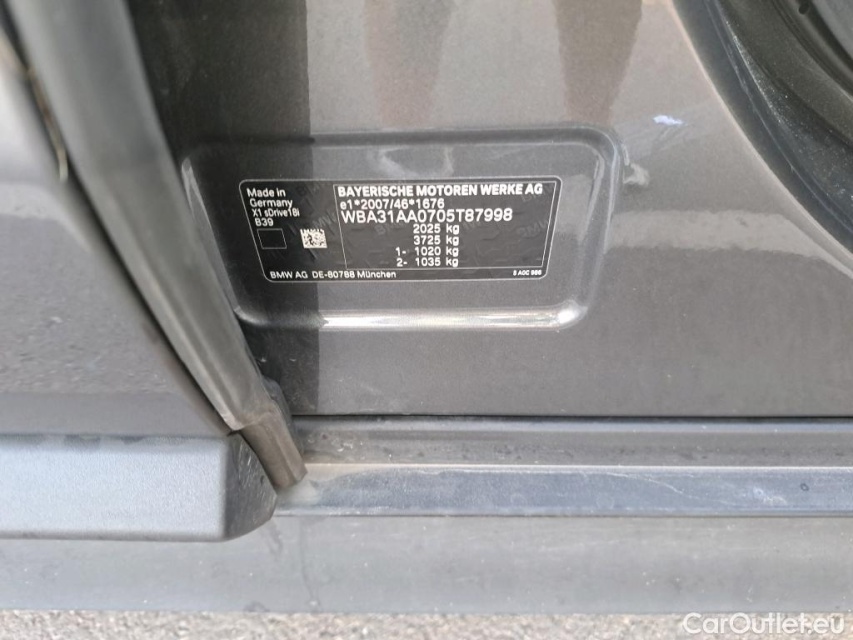 Made in
Germany
X1 sDrive18i
B39
BAYERISCHE MOTOREN WERKE AG
e1*2007/46*1676
WBA31AA0705T87998
2025 kg
3725 kg
1- 1020 kg
2- 1035 kg
BMW AG DE-80788 München
CarOutlet.eu